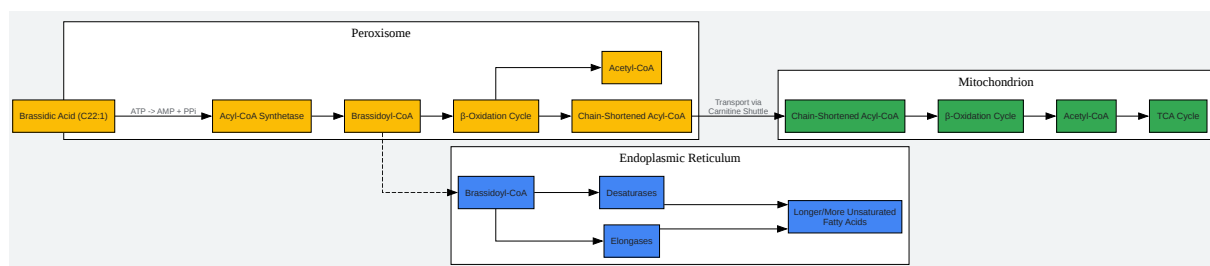 Peroxisome
Acetyl-CoA
Brassidic Acid (C22:1)
ATP -> AMP + PPi
Acyl-CoA Synthetase
Brassidoyl-CoA
β-Oxidation Cycle
Chain-Shortened Acyl-CoA
Transport via
Carnitine Shuttle
Mitochondrion
Chain-Shortened Acyl-CoA
β-Oxidation Cycle
Acetyl-CoA
TCA Cycle
Endoplasmic Reticulum
Brassidoyl-CoA
Desaturases
Elongases
Longer/More Unsaturated
Fatty Acids